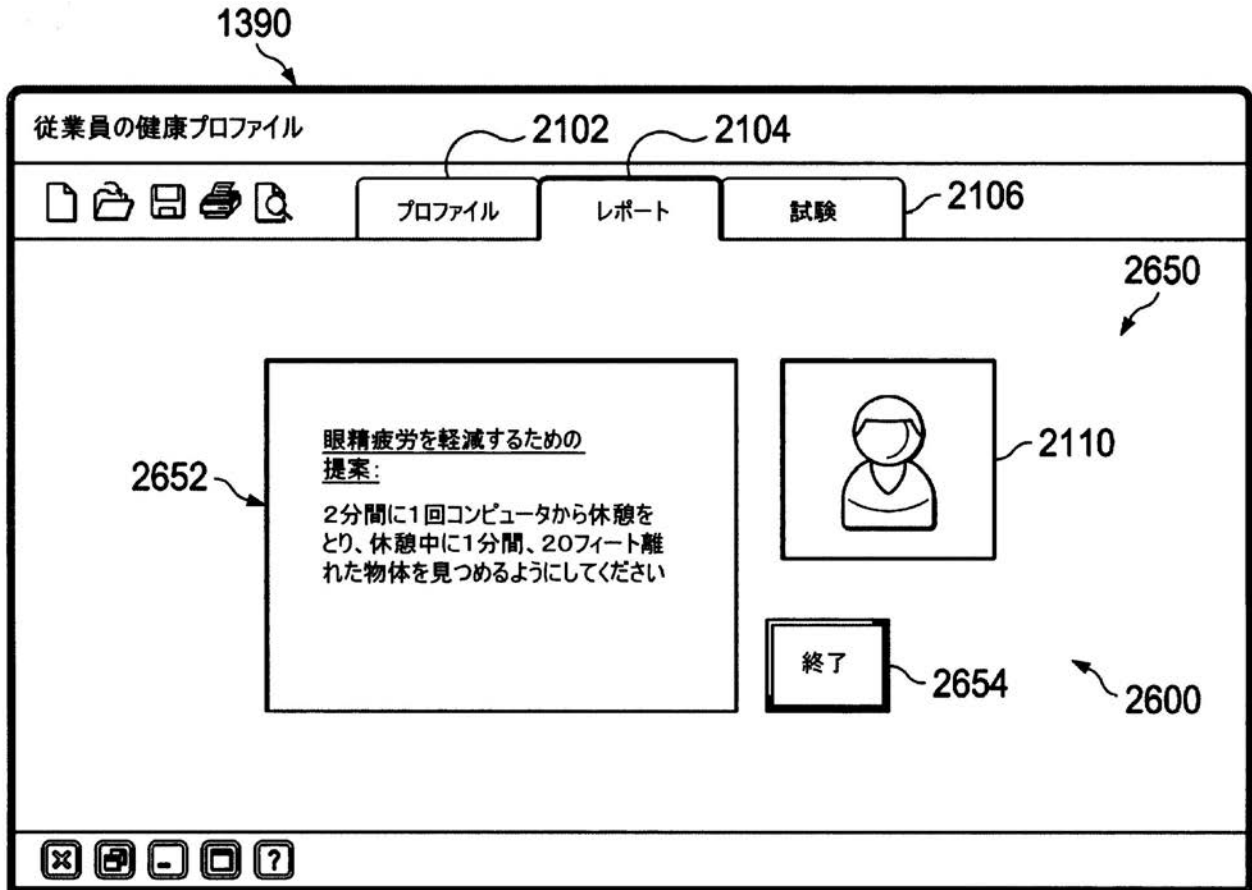 1390
従業員の健康プロファイル
2102
2104
プロファイル
レポート
試験
2106
2650
眼精疲労を軽減するための
提案:
2分間に1回コンピュータから休憩を
とり、休憩中に1分間、20フィート離
れた物体を見つめるようにしてください
2652
2110
終了
2654
2600
?